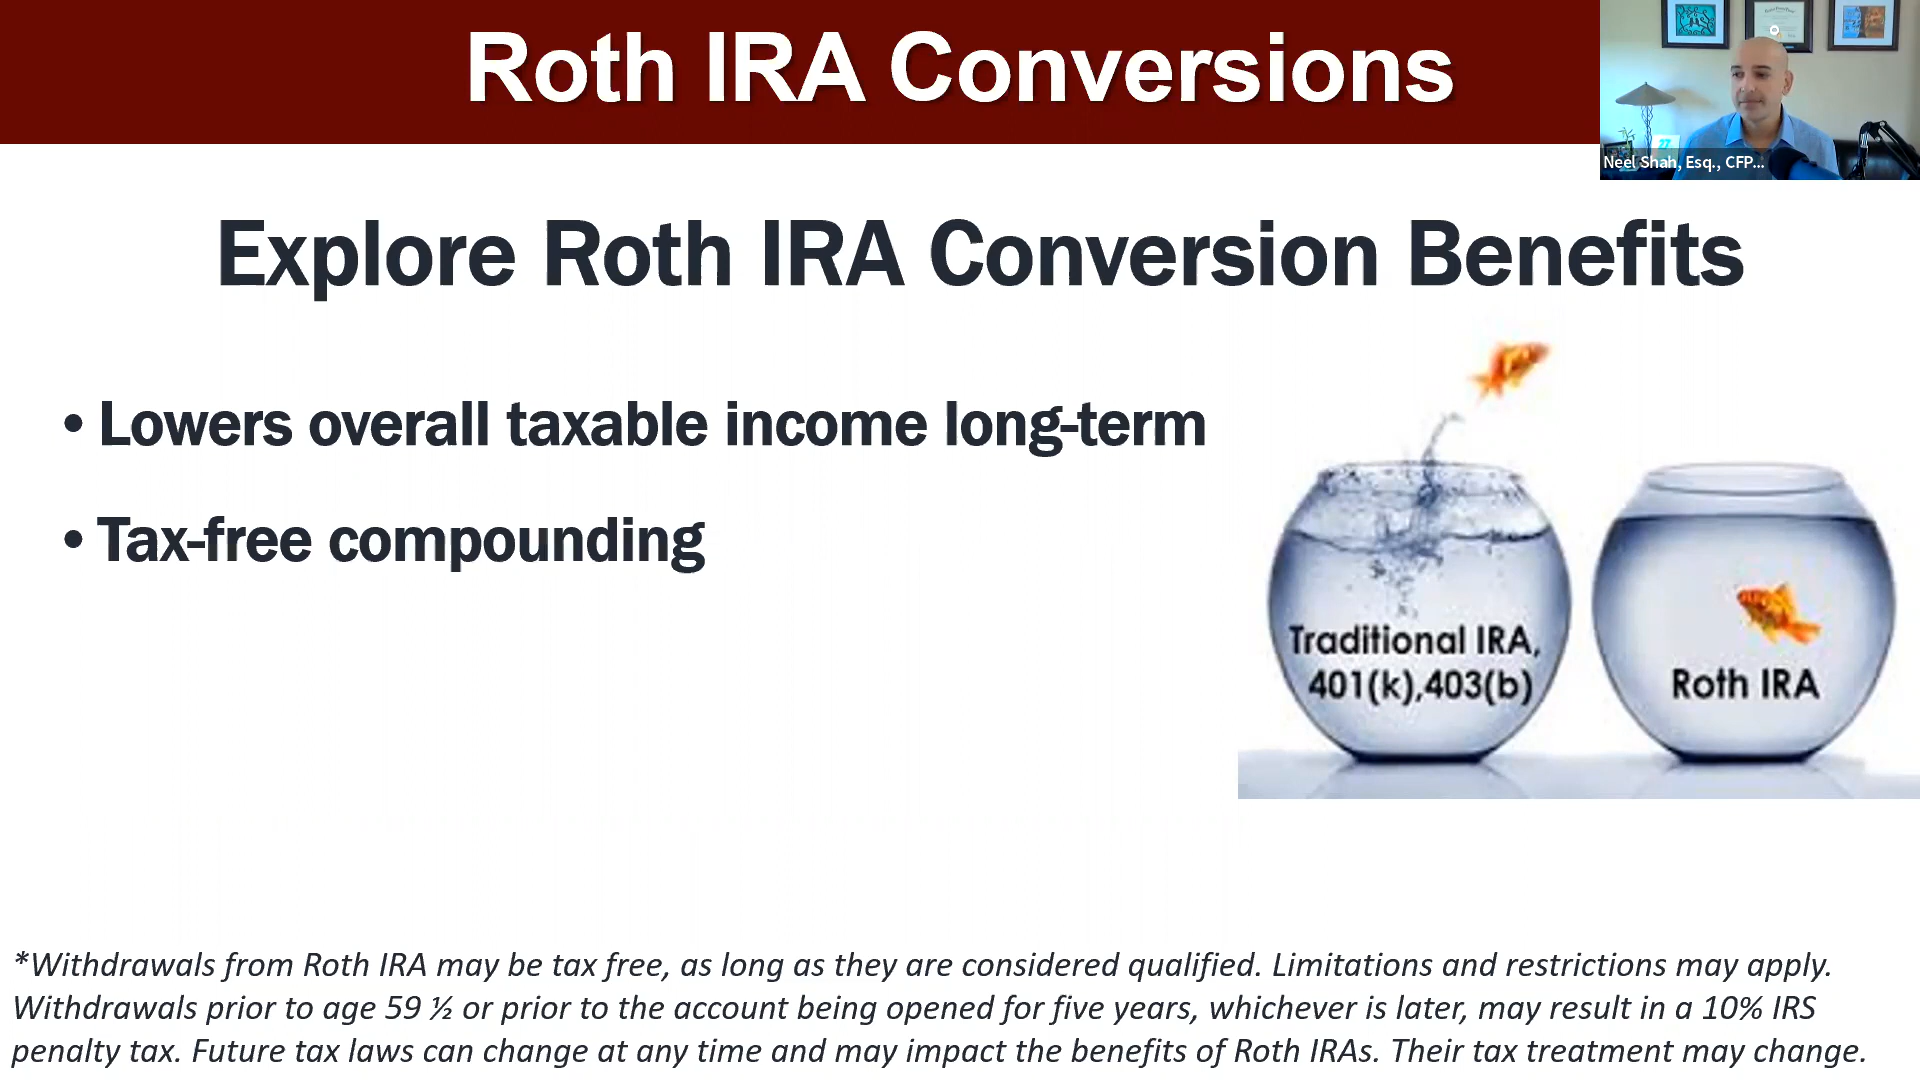 Roth IRA Conversions
Neel Shah, Esq., CFP...
Explore Roth IRA Conversion Benefits
• Lowers overall taxable income long-term
• Tax-free compounding
Traditional IRA,
401(k),403(b)
Roth IRA
*Withdrawals from Roth IRA may be tax free, as long as they are considered qualified. Limitations and restrictions may apply.
Withdrawals prior to age 59 ½ or prior to the account being opened for five years, whichever is later, may result in a 10% IRS
penalty tax. Future tax laws can change at any time and may impact the benefits of Roth IRAs. Their tax treatment may change.